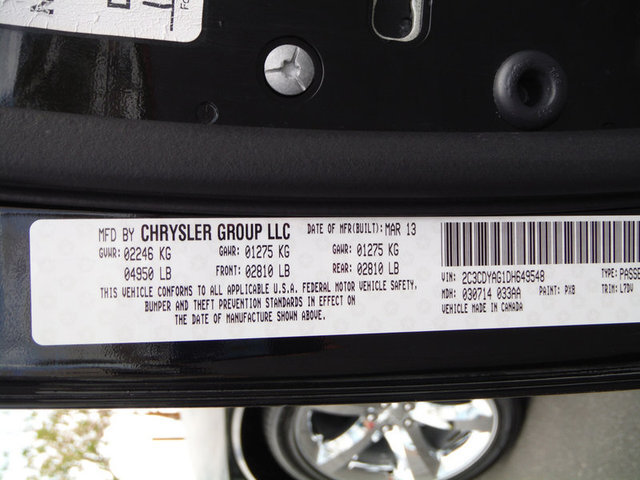 MFD BY CHRYSLER GROUP LLC DATE OF MFR(BUILT): MAR 13
GVWR: 02246 KG GAWR: 01275 KG GAWR: 01275 KG
04950 LB FRONT: 02810 LB REAR: 02810 LB
THIS VEHICLE CONFORMS TO ALL APPLICABLE U.S.A. FEDERAL MOTOR VEHICLE SAFETY,
BUMPER AND THEFT PREVENTION STANDARDS IN EFFECT ON
THE DATE OF MANUFACTURE SHOWN ABOVE.
VIN: 2C3CDYAG1DH649548 TYPE: PASSE
MDH: 030714 033AA PAINT: PX8 TRIM: L7DV
VEHICLE MADE IN CANADA